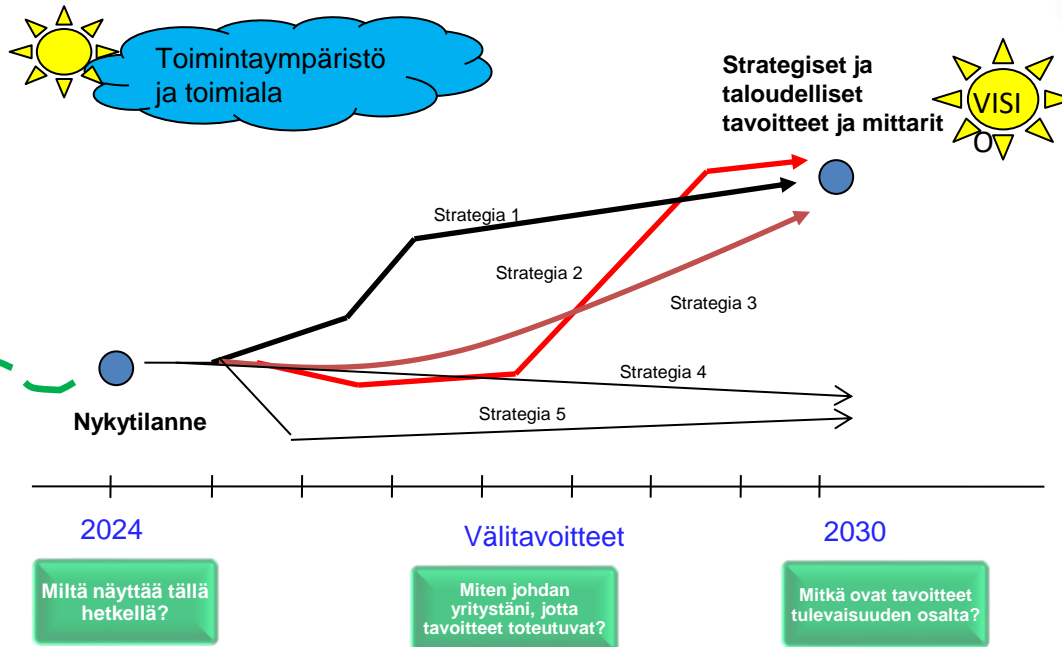 Toimintaympäristö
ja toimiala
Strategiset ja
taloudelliset
tavoitteet ja mittarit
VISI
O
Strategia 1
Strategia 2
Strategia 3
Strategia 4
Strategia 5
Nykytilanne
2024
Välitavoitteet
2030
Miltä näyttää tällä
hetkellä?
Miten johdan
yritystäni, jotta
tavoitteet toteutuvat?
Mitkä ovat tavoitteet
tulevaisuuden osalta?